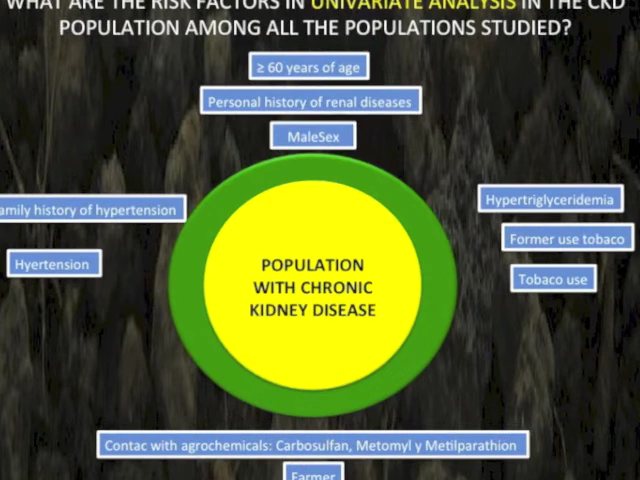 WHAT ARE THE RISK FACTORS IN UNIVARIATE ANALYSIS IN THE CKD
POPULATION AMONG ALL THE POPULATIONS STUDIED?
≥ 60 years of age
Personal history of renal diseases
MaleSex
amily history of hypertension
Hypertriglyceridemia
Former use tobaco
Hyertension
Tobaco use
POPULATION
WITH CHRONIC
KIDNEY DISEASE
Contac with agrochemicals: Carbosulfan, Metomyl y Metilparathion
Farmer